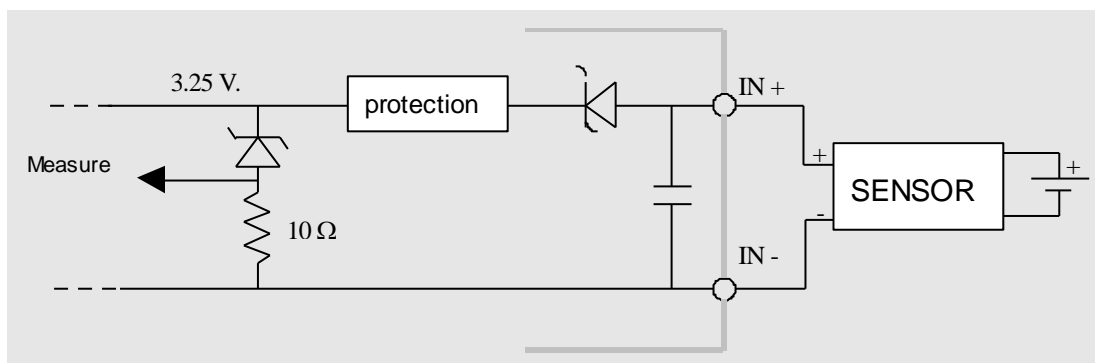 3.25 V.
protection
IN +
Measure
+
SENSOR
+
10 Ω
-
IN -